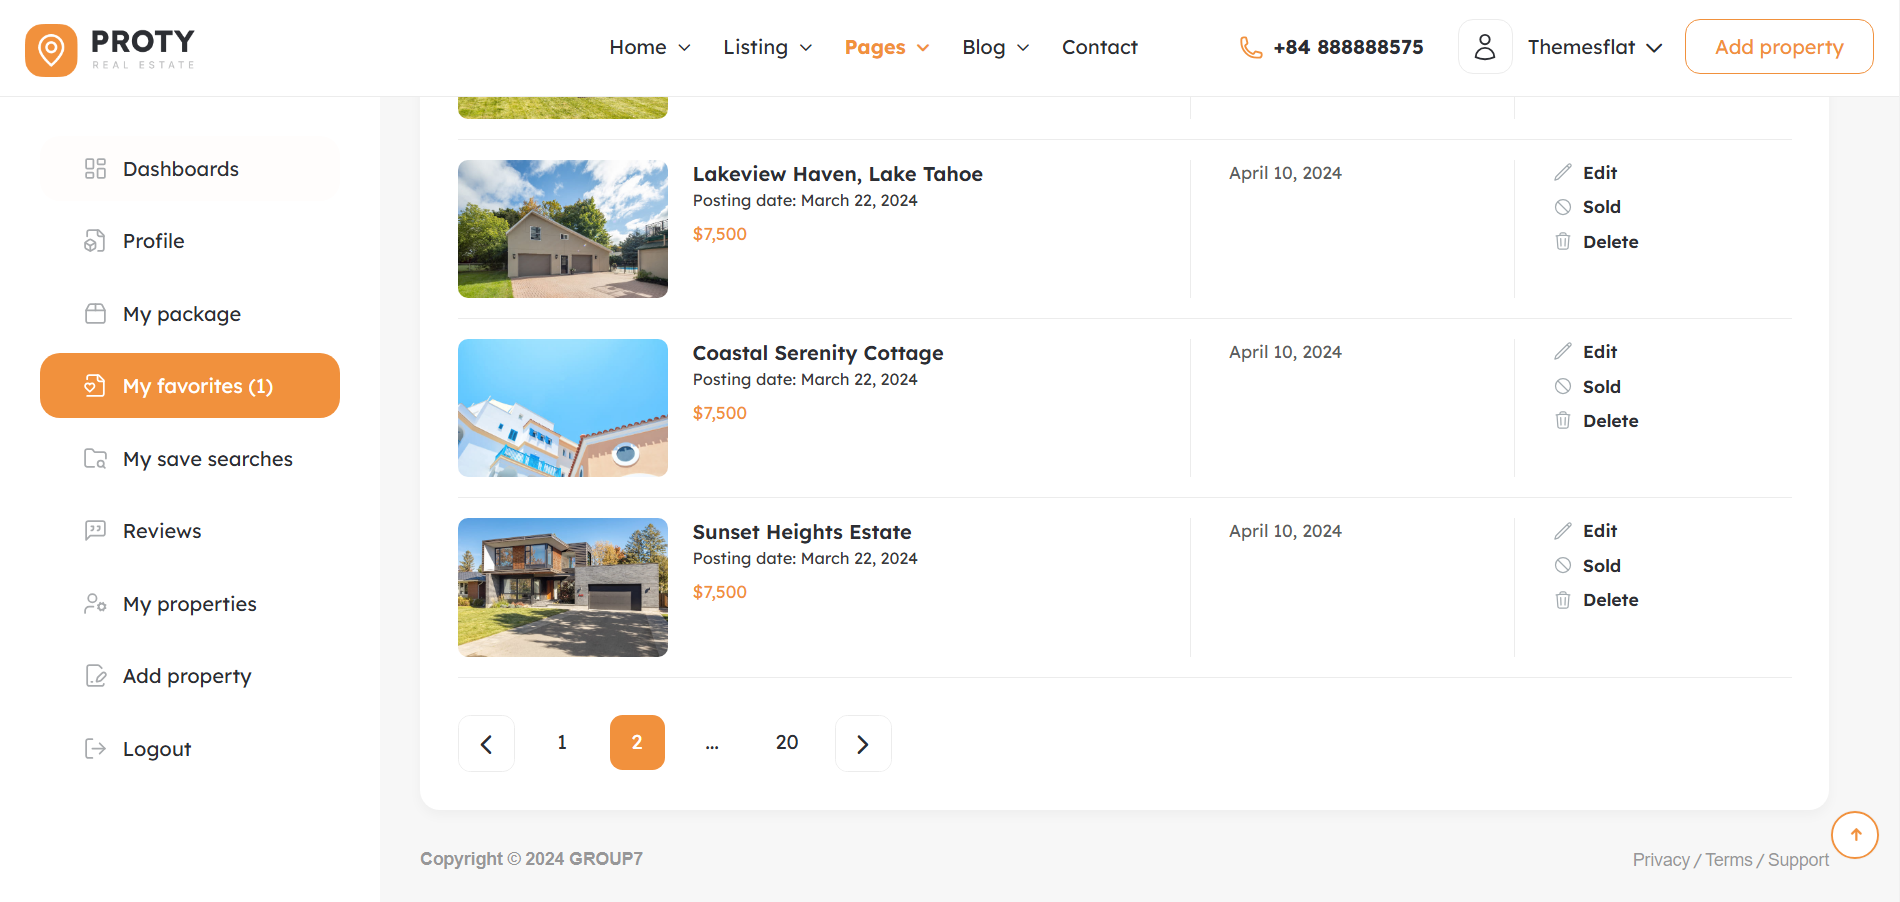 PROTY
REAL ESTATE
Home
Listing
Pages
Blog
Contact
+84 888888575
Themesflat
Add property
Dashboards
Profile
My package
My favorites (1)
My save searches
Reviews
My properties
Add property
Logout
Lakeview Haven, Lake Tahoe
Posting date: March 22, 2024
$7,500
April 10, 2024
Edit
Sold
Delete
Coastal Serenity Cottage
Posting date: March 22, 2024
$7,500
April 10, 2024
Edit
Sold
Delete
Sunset Heights Estate
Posting date: March 22, 2024
$7,500
April 10, 2024
Edit
Sold
Delete
1
2
...
20
Copyright © 2024 GROUP7
Privacy / Terms / Support